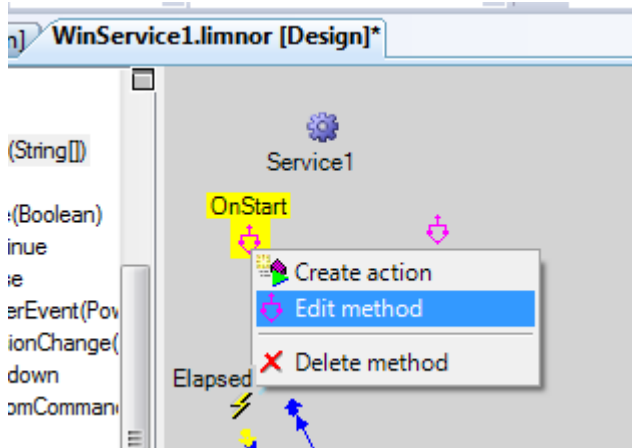 n] WinService1.limnor [Design]*
(String[])
(Boolean)
inue
se
erEvent(Pow
ionChange(
down
omComman
Service1
OnStart
Create action
Edit method
Delete method
Elapsed